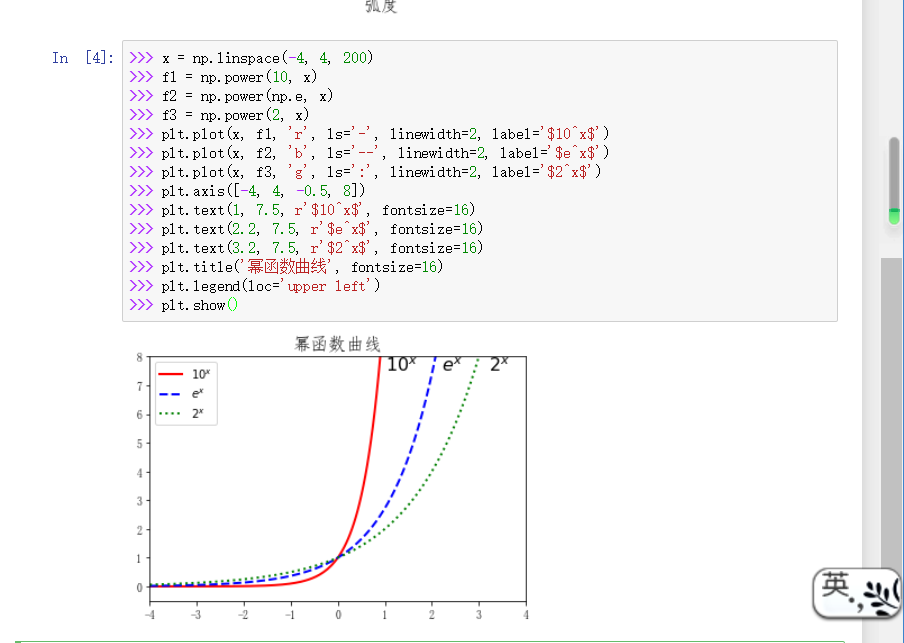 弧度
In [4]:
>>> x = np.linspace(-4, 4, 200)
>>> f1 = np.power(10, x)
>>> f2 = np.power(np.e, x)
>>> f3 = np.power(2, x)
>>> plt.plot(x, f1, 'r', ls='-', linewidth=2, label='$10^x$')
>>> plt.plot(x, f2, 'b', ls='--', linewidth=2, label='$e^x$')
>>> plt.plot(x, f3, 'g', ls=':', linewidth=2, label='$2^x$')
>>> plt.axis([-4, 4, -0.5, 8])
>>> plt.text(1, 7.5, r'$10^x$', fontsize=16)
>>> plt.text(2.2, 7.5, r'$e^x$', fontsize=16)
>>> plt.text(3.2, 7.5, r'$2^x$', fontsize=16)
>>> plt.title('幂函数曲线', fontsize=16)
>>> plt.legend(loc='upper left')
>>> plt.show()
幂函数曲线
10ˣ eˣ 2ˣ
10ˣ
eˣ
2ˣ
8
7
6
5
4
3
2
1
0
-4 -3 -2 -1 0 1 2 3 4
英